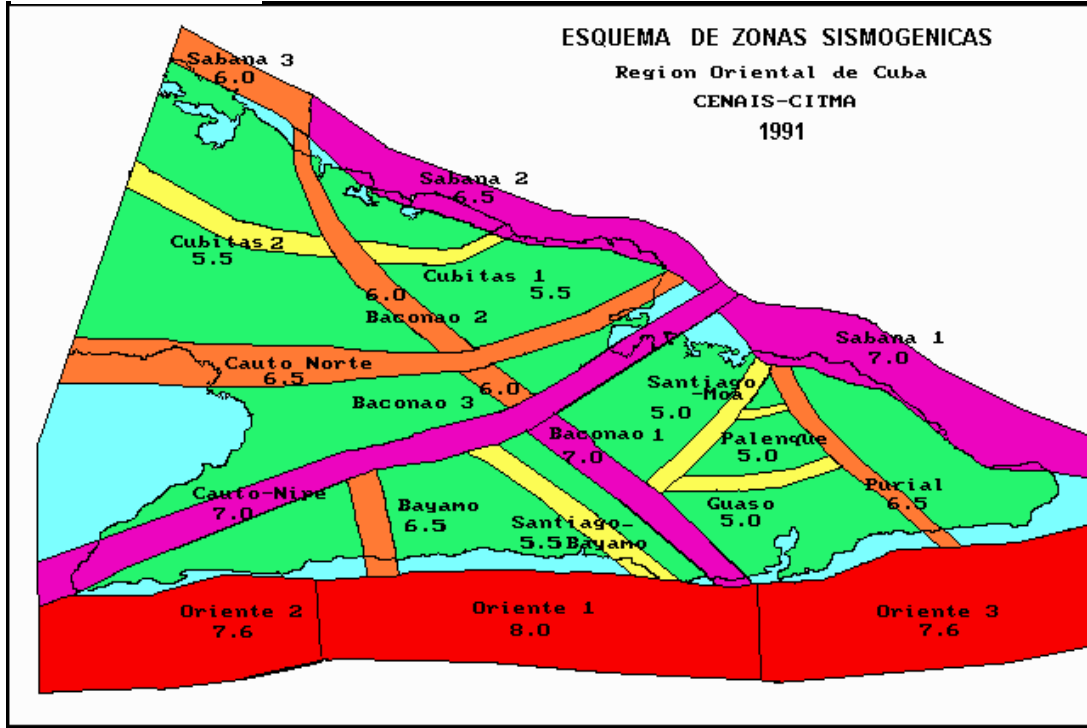 ESQUEMA DE ZONAS SISMOGENICAS
Region Oriental de Cuba
CENAIS-CITMA
1991
Sabana 3
6.0
Sabana 2
6.5
Cubitas 2
5.5
Cubitas 1
5.5
6.0
Baconao 2
Sabana 1
7.0
Cauto Norte
6.5
6.0
Baconao 3
Santiago
-Moa
5.0
Baconao 1
7.0
Palenque
5.0
Cauto-Nipe
7.0
Bayamo
6.5
Guaso
5.0
Purial
6.5
Santiago-
5.5 Bayamo
Oriente 2
7.6
Oriente 1
8.0
Oriente 3
7.6